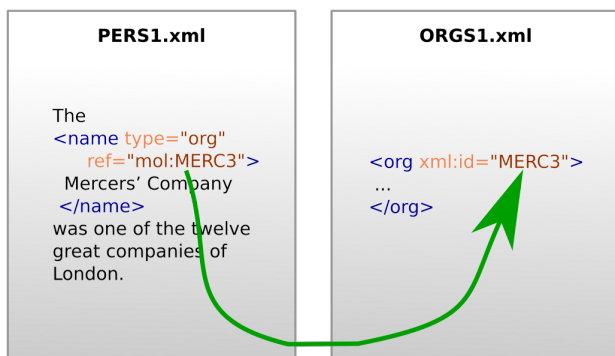 PERS1.xml
The
<name type="org"
ref="mol:MERC3">
Mercers’ Company
</name>
was one of the twelve
great companies of
London.
ORGS1.xml
<org xml:id="MERC3">
...
</org>